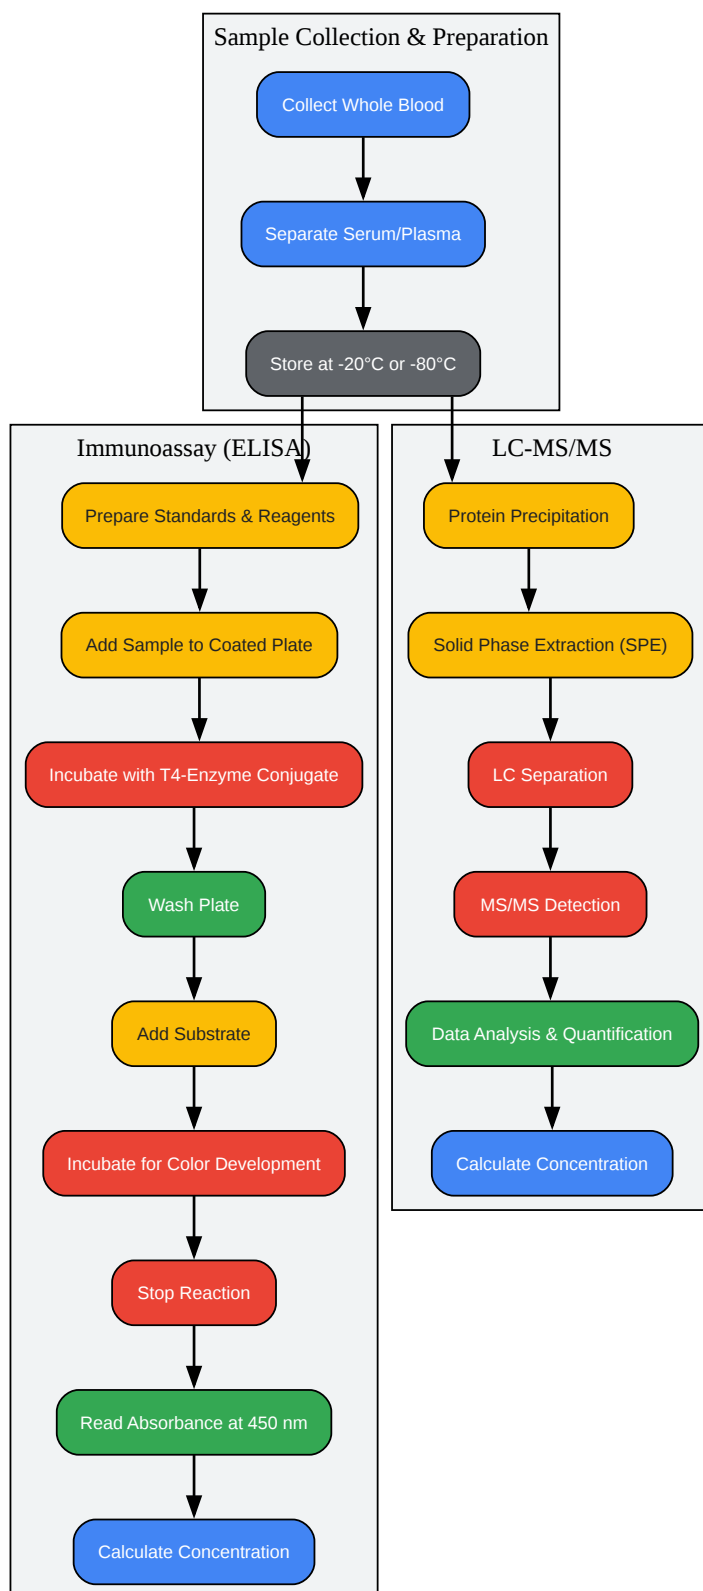 Sample Collection & Preparation
Collect Whole Blood
Separate Serum/Plasma
Store at -20°C or -80°C
Immunoassay (ELISA)
Prepare Standards & Reagents
Add Sample to Coated Plate
Incubate with T4-Enzyme Conjugate
Wash Plate
Add Substrate
Incubate for Color Development
Stop Reaction
Read Absorbance at 450 nm
Calculate Concentration
LC-MS/MS
Protein Precipitation
Solid Phase Extraction (SPE)
LC Separation
MS/MS Detection
Data Analysis & Quantification
Calculate Concentration